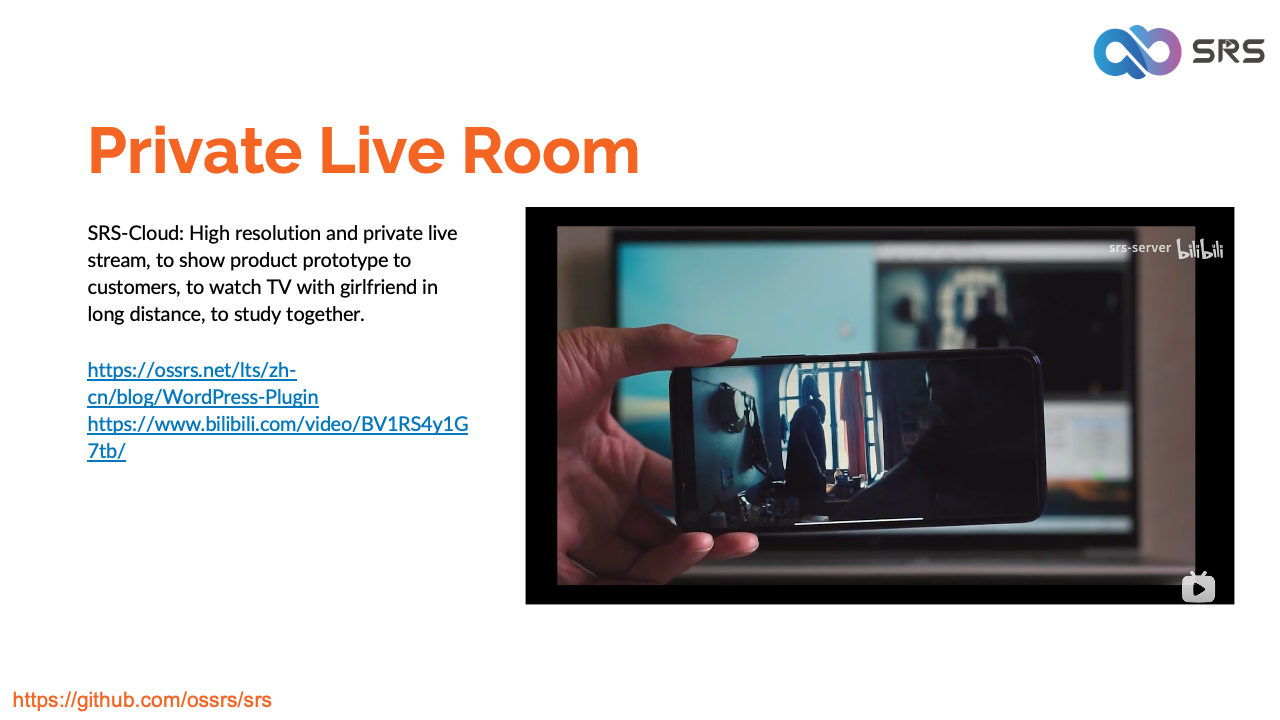 SRS
Private Live Room
SRS-Cloud: High resolution and private live
stream, to show product prototype to
customers, to watch TV with girlfriend in
long distance, to study together.
https://ossrs.net/lts/zh-
cn/blog/WordPress-Plugin
https://www.bilibili.com/video/BV1RS4y1G
7tb/
srs-server bilibili
https://github.com/ossrs/srs